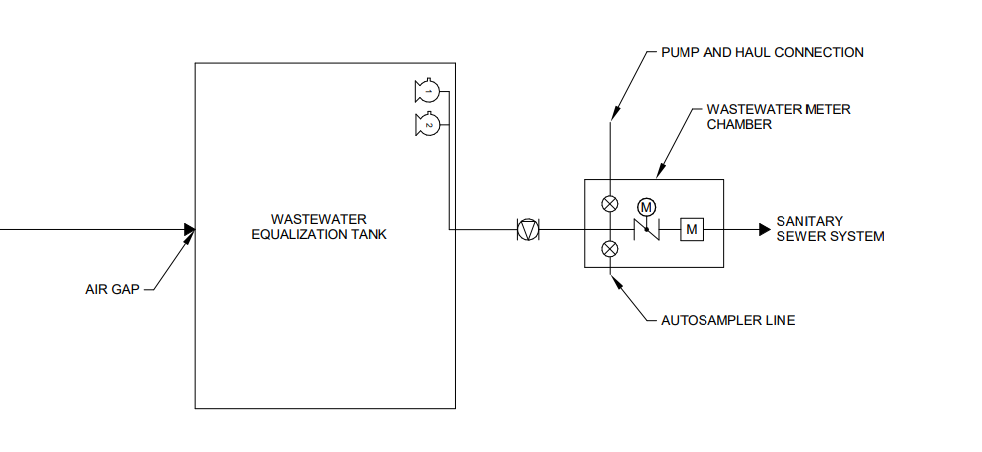 PUMP AND HAUL CONNECTION
WASTEWATER METER
CHAMBER
1
2
M
M
WASTEWATER
EQUALIZATION TANK
SANITARY
SEWER SYSTEM
AIR GAP
AUTOSAMPLER LINE